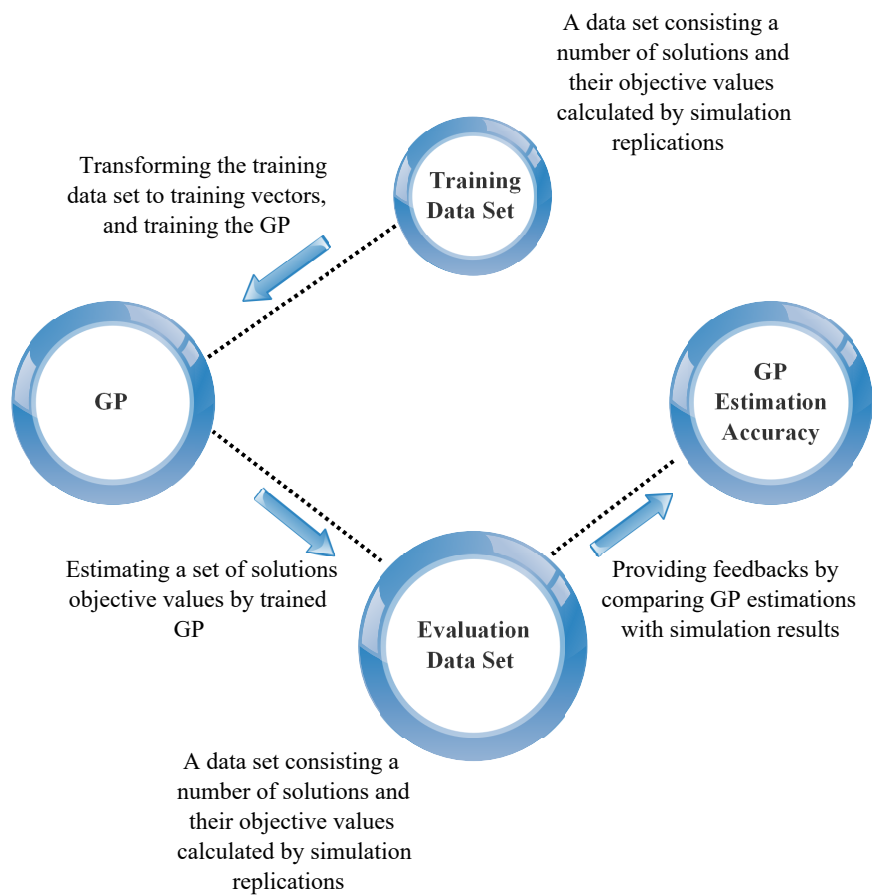 A data set consisting a
number of solutions and
their objective values
calculated by simulation
replications
Training
Data Set
Transforming the training
data set to training vectors,
and training the GP
GP
GP
Estimation
Accuracy
Estimating a set of solutions
objective values by trained
GP
Evaluation
Data Set
Providing feedbacks by
comparing GP estimations
with simulation results
A data set consisting a
number of solutions and
their objective values
calculated by simulation
replications